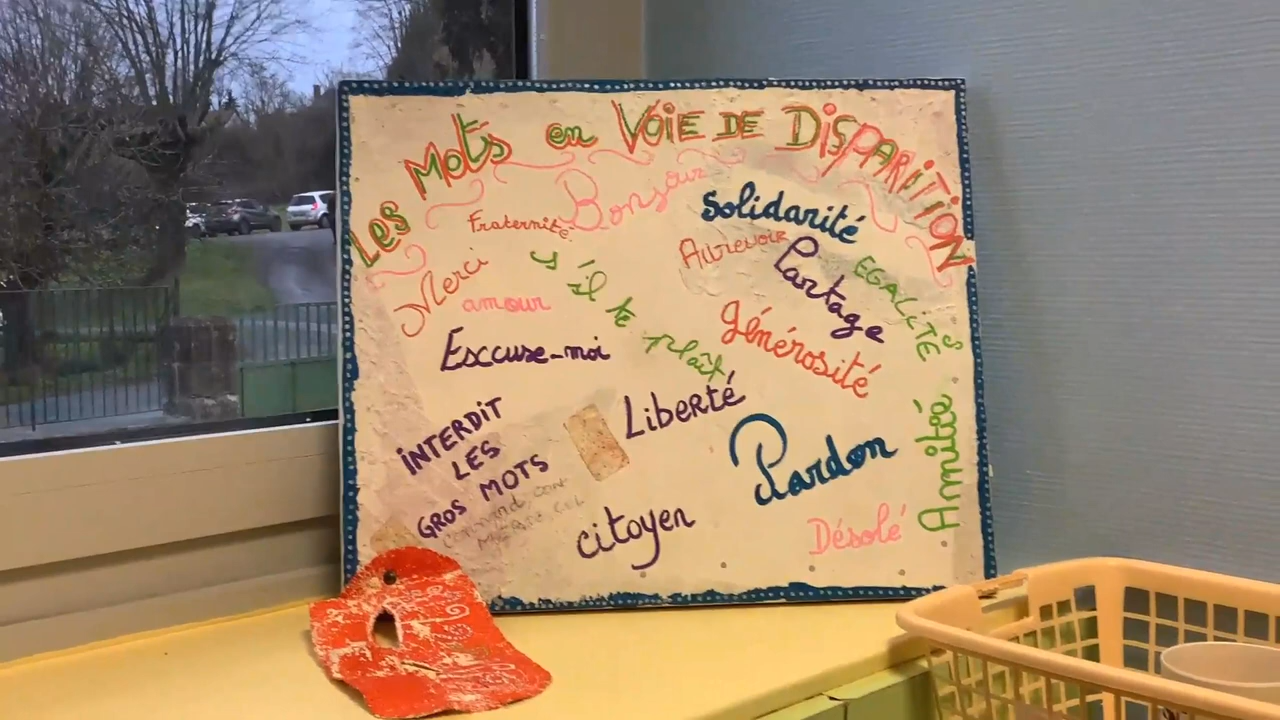 Les Mots en VOIE DE DiSPARITION
Bonjour
Solidarité
Fraternité
Aurevoir
Merci
s'il te plaît
Partage
EGALITÉ
amour
Générosité
Excuse-moi
Liberté
INTERDIT
LES
GROS MOTS
Pardon
Amitié
citoyen
Désolé